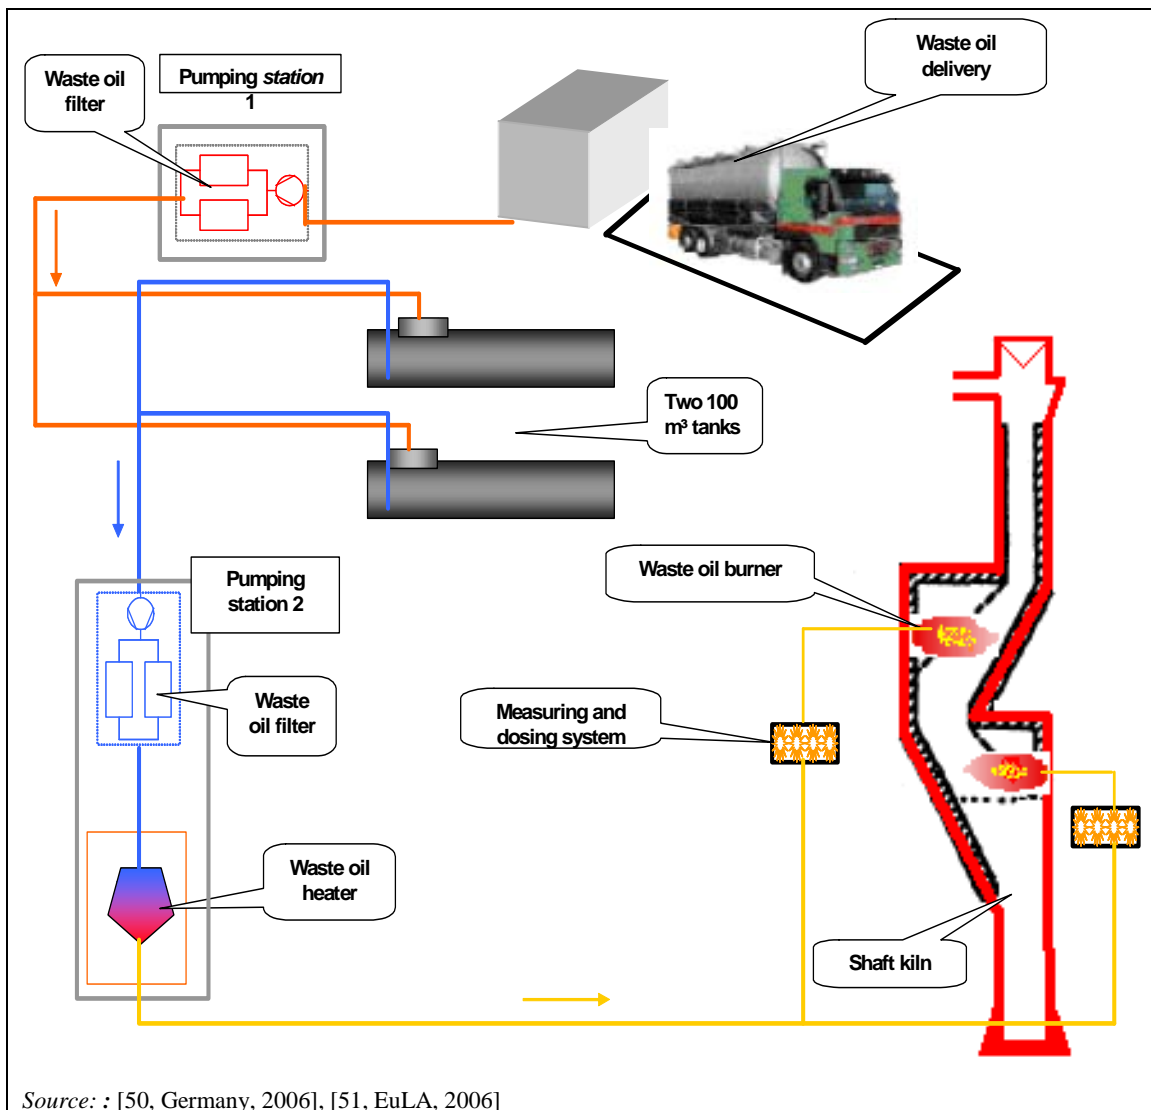 Waste oil
filter
Pumping station
1
Waste oil
delivery
Two 100
m³ tanks
Pumping
station 2
Waste oil burner
Waste
oil filter
Measuring and
dosing system
Waste oil
heater
Shaft kiln
Source: : [50, Germany, 2006], [51, EuLA, 2006]